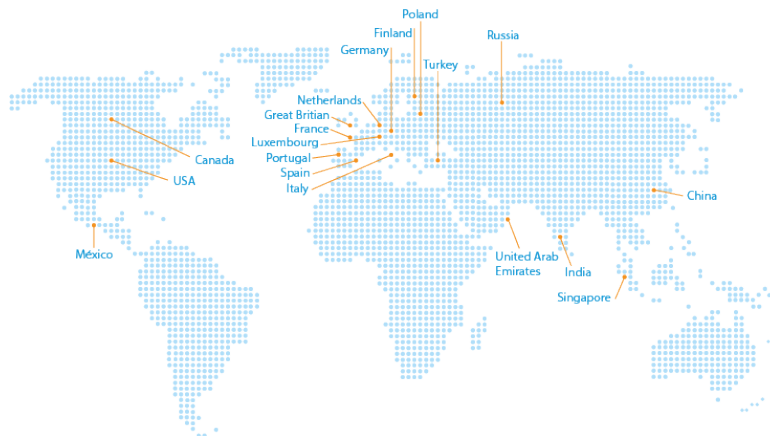 Poland
Finland
Russia
Germany
Turkey
Netherlands
Great Britian
France
Luxembourg
Portugal
Spain
Italy
Canada
USA
México
China
United Arab
Emirates
India
Singapore